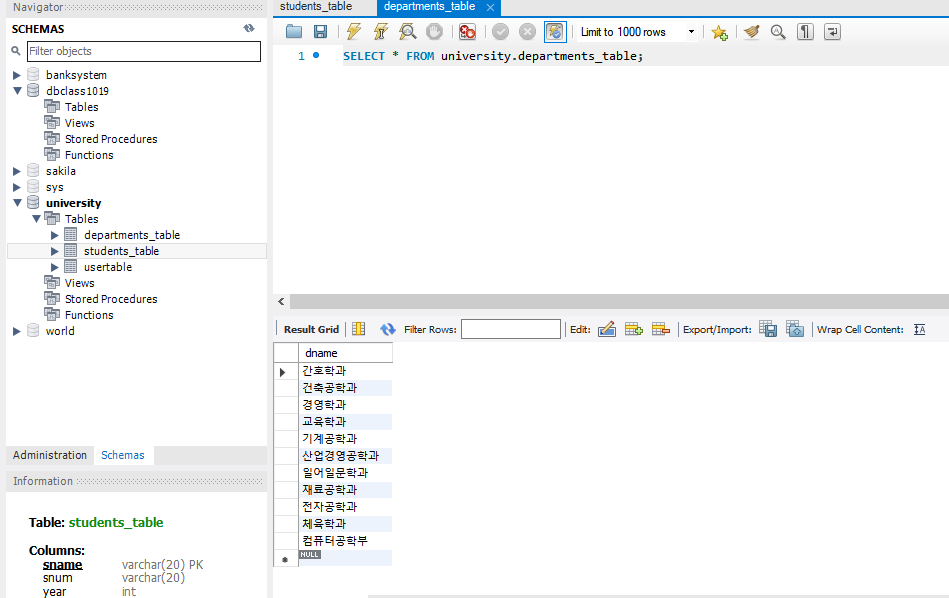 Navigator
SCHEMAS
Filter objects
banksystem
dbclass1019
Tables
Views
Stored Procedures
Functions
sakila
sys
university
Tables
departments_table
students_table
usertable
Views
Stored Procedures
Functions
world
Administration Schemas
Information
Table: students_table
Columns:
sname varchar(20) PK
snum varchar(20)
year int
students_table departments_table
Limit to 1000 rows
1 SELECT * FROM university.departments_table;
Result Grid Filter Rows: Edit: Export/Import: Wrap Cell Content:
dname
간호학과
건축공학과
경영학과
교육학과
기계공학과
산업경영공학과
일어일문학과
재료공학과
전자공학과
체육학과
컴퓨터공학부
NULL